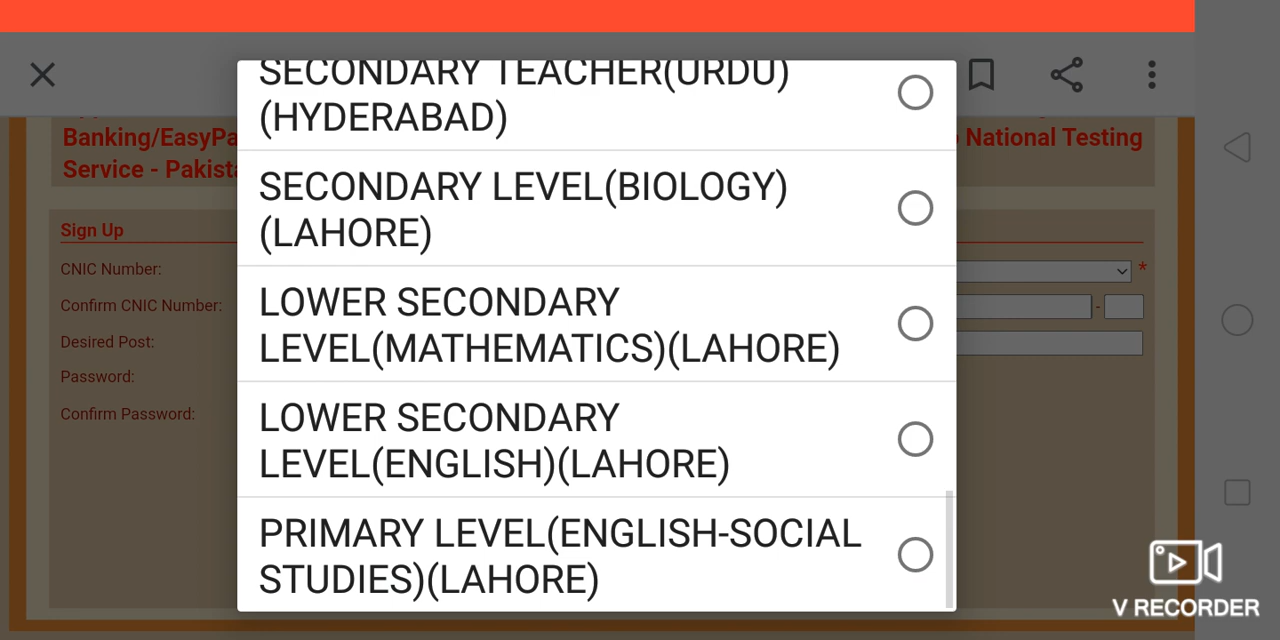 SECONDARY TEACHER(URDU)
(HYDERABAD)
Banking/EasyPa
National Testing
Service - Pakista
SECONDARY LEVEL(BIOLOGY)
(LAHORE)
Sign Up
CNIC Number:
*
Confirm CNIC Number:
-
LOWER SECONDARY
LEVEL(MATHEMATICS)(LAHORE)
Desired Post:
Password:
Confirm Password:
LOWER SECONDARY
LEVEL(ENGLISH)(LAHORE)
PRIMARY LEVEL(ENGLISH-SOCIAL
STUDIES)(LAHORE)
V RECORDER